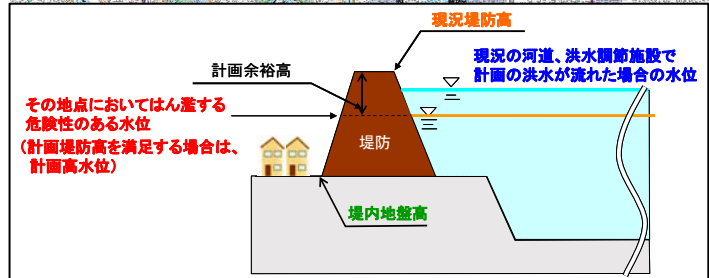 現況堤防高
計画余裕高
現況の河道、洪水調節施設で
計画の洪水が流れた場合の水位
その地点においてはん濫する
危険性のある水位
(計画堤防高を満足する場合は、
計画高水位)
堤防
堤内地盤高